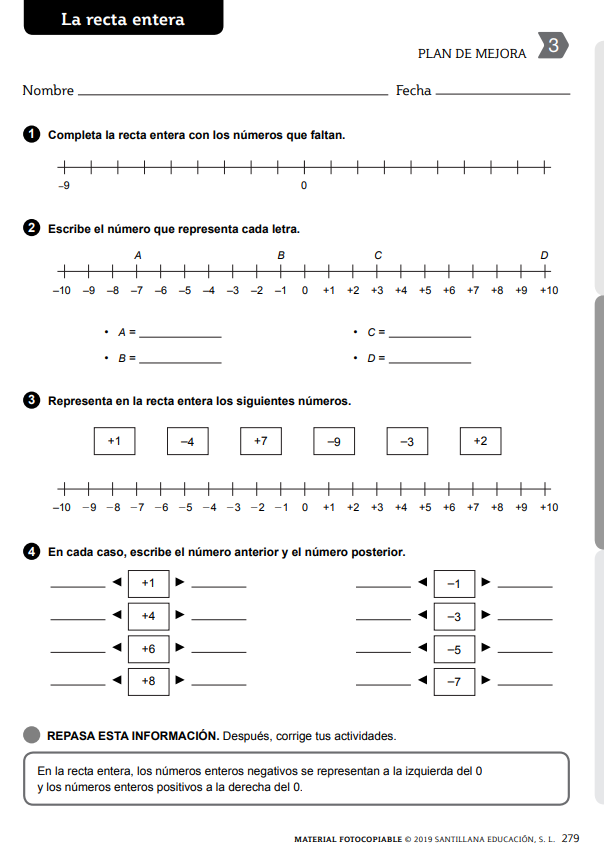 La recta entera
PLAN DE MEJORA 3
Nombre Fecha
1 Completa la recta entera con los números que faltan.
–9 0
2 Escribe el número que representa cada letra.
A B C D
–10 –9 –8 –7 –6 –5 –4 –3 –2 –1 0 +1 +2 +3 +4 +5 +6 +7 +8 +9 +10
• A = • C =
• B = • D =
3 Representa en la recta entera los siguientes números.
+1 –4 +7 –9 –3 +2
–10 –9 –8 –7 –6 –5 –4 –3 –2 –1 0 +1 +2 +3 +4 +5 +6 +7 +8 +9 +10
4 En cada caso, escribe el número anterior y el número posterior.
+1 –1
+4 –3
+6 –5
+8 –7
REPASA ESTA INFORMACIÓN. Después, corrige tus actividades.
En la recta entera, los números enteros negativos se representan a la izquierda del 0
y los números enteros positivos a la derecha del 0.
MATERIAL FOTOCOPIABLE © 2019 SANTILLANA EDUCACIÓN, S. L. 279